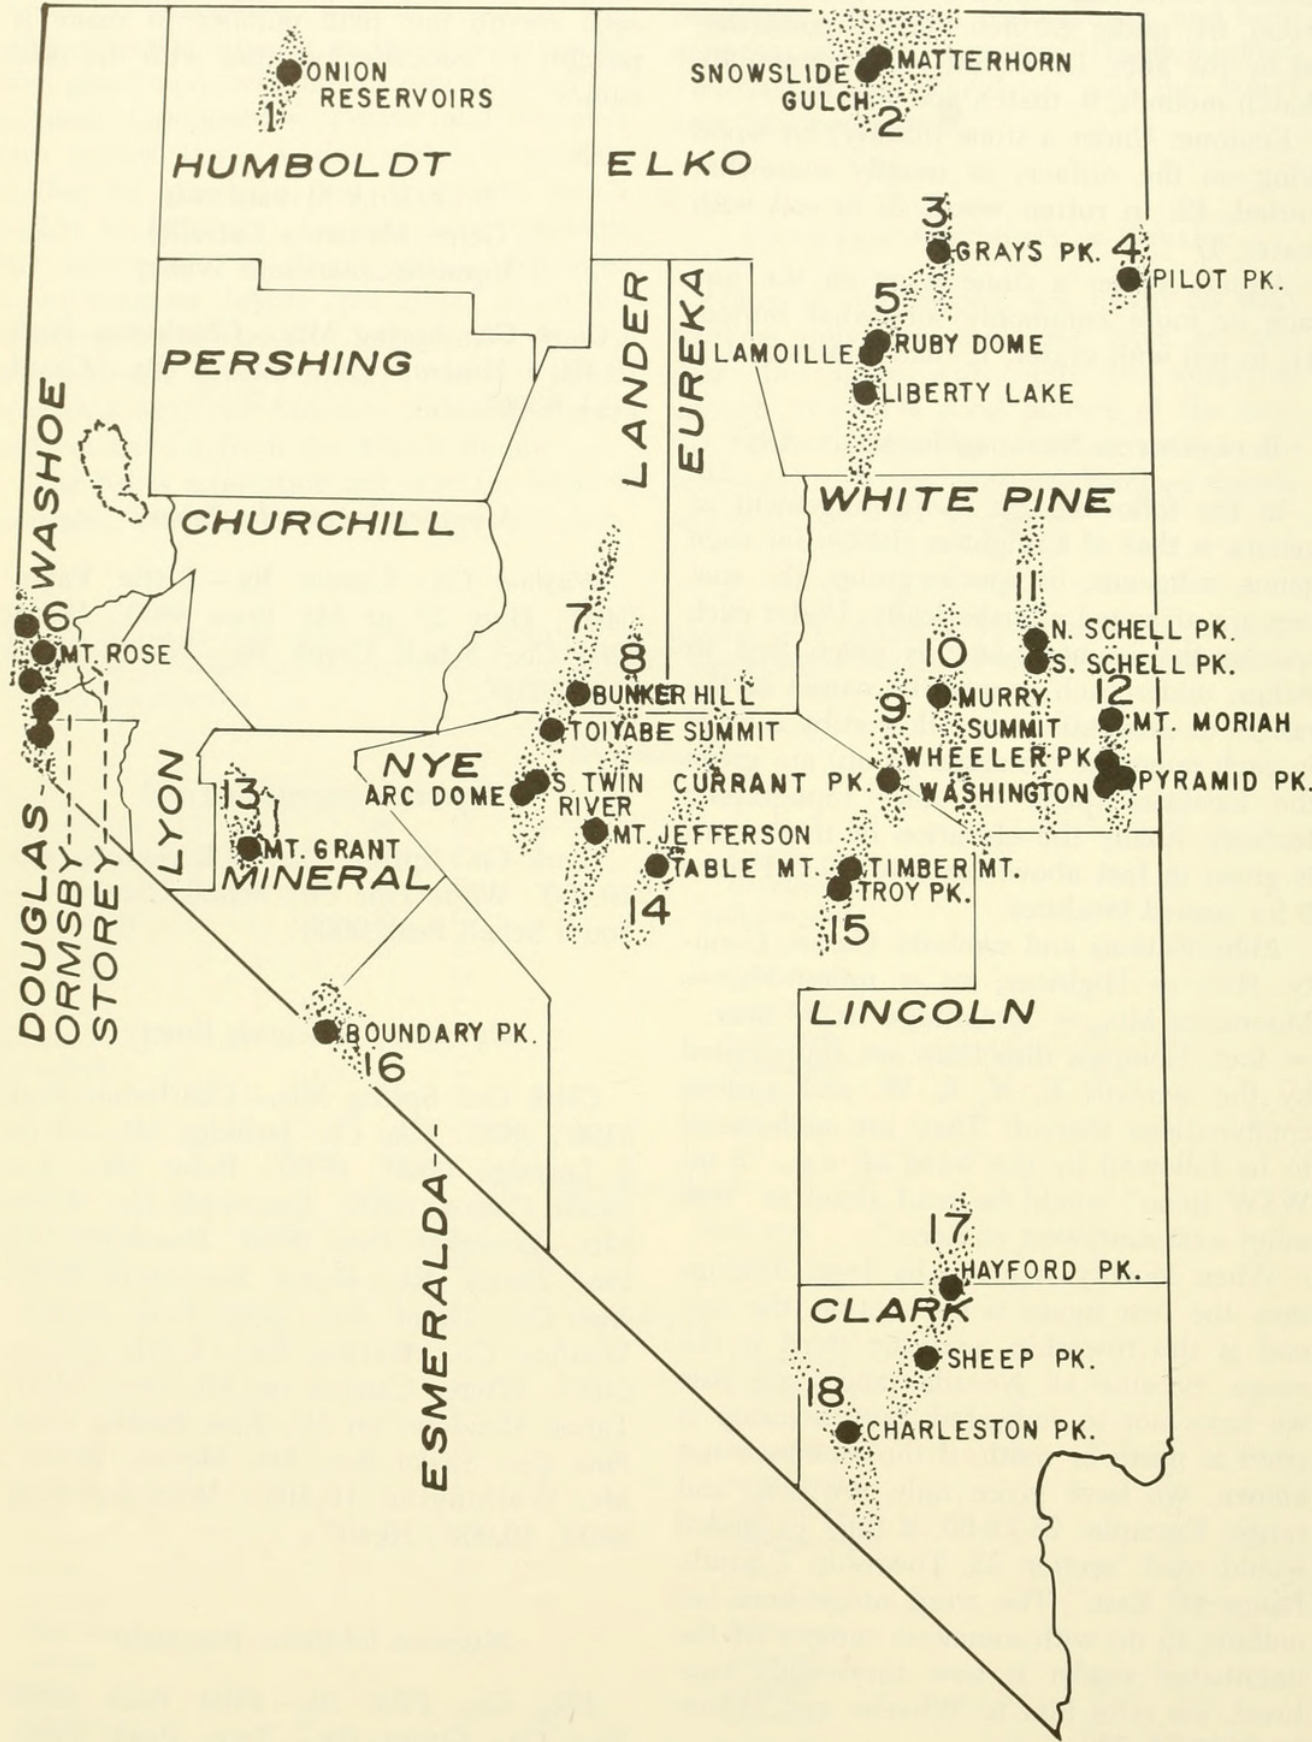 ONION
RESERVOIRS
1
HUMBOLDT
ELKO
SNOWSLIDE
GULCH
MATTERHORN
2
3
GRAYS PK.
4
PILOT PK.
5
LAMOILLE
RUBY DOME
LIBERTY LAKE
PERSHING
LANDER
EUREKA
WASHOE
CHURCHILL
WHITE PINE
6
MT. ROSE
7
8
BUNKER HILL
TOIYABE SUMMIT
11
N. SCHELL PK.
S. SCHELL PK.
10
MURRY
SUMMIT
9
12
MT. MORIAH
WHEELER PK.
WASHINGTON
PYRAMID PK.
CURRANT PK.
NYE
ARC DOME
S. TWIN
RIVER
MT. JEFFERSON
TABLE MT.
14
TIMBER MT.
TROY PK.
15
LYON
13
MT. GRANT
MINERAL
DOUGLAS
ORMSBY
STOREY
BOUNDARY PK.
16
LINCOLN
ESMERALDA
17
HAYFORD PK.
CLARK
SHEEP PK.
18
CHARLESTON PK.